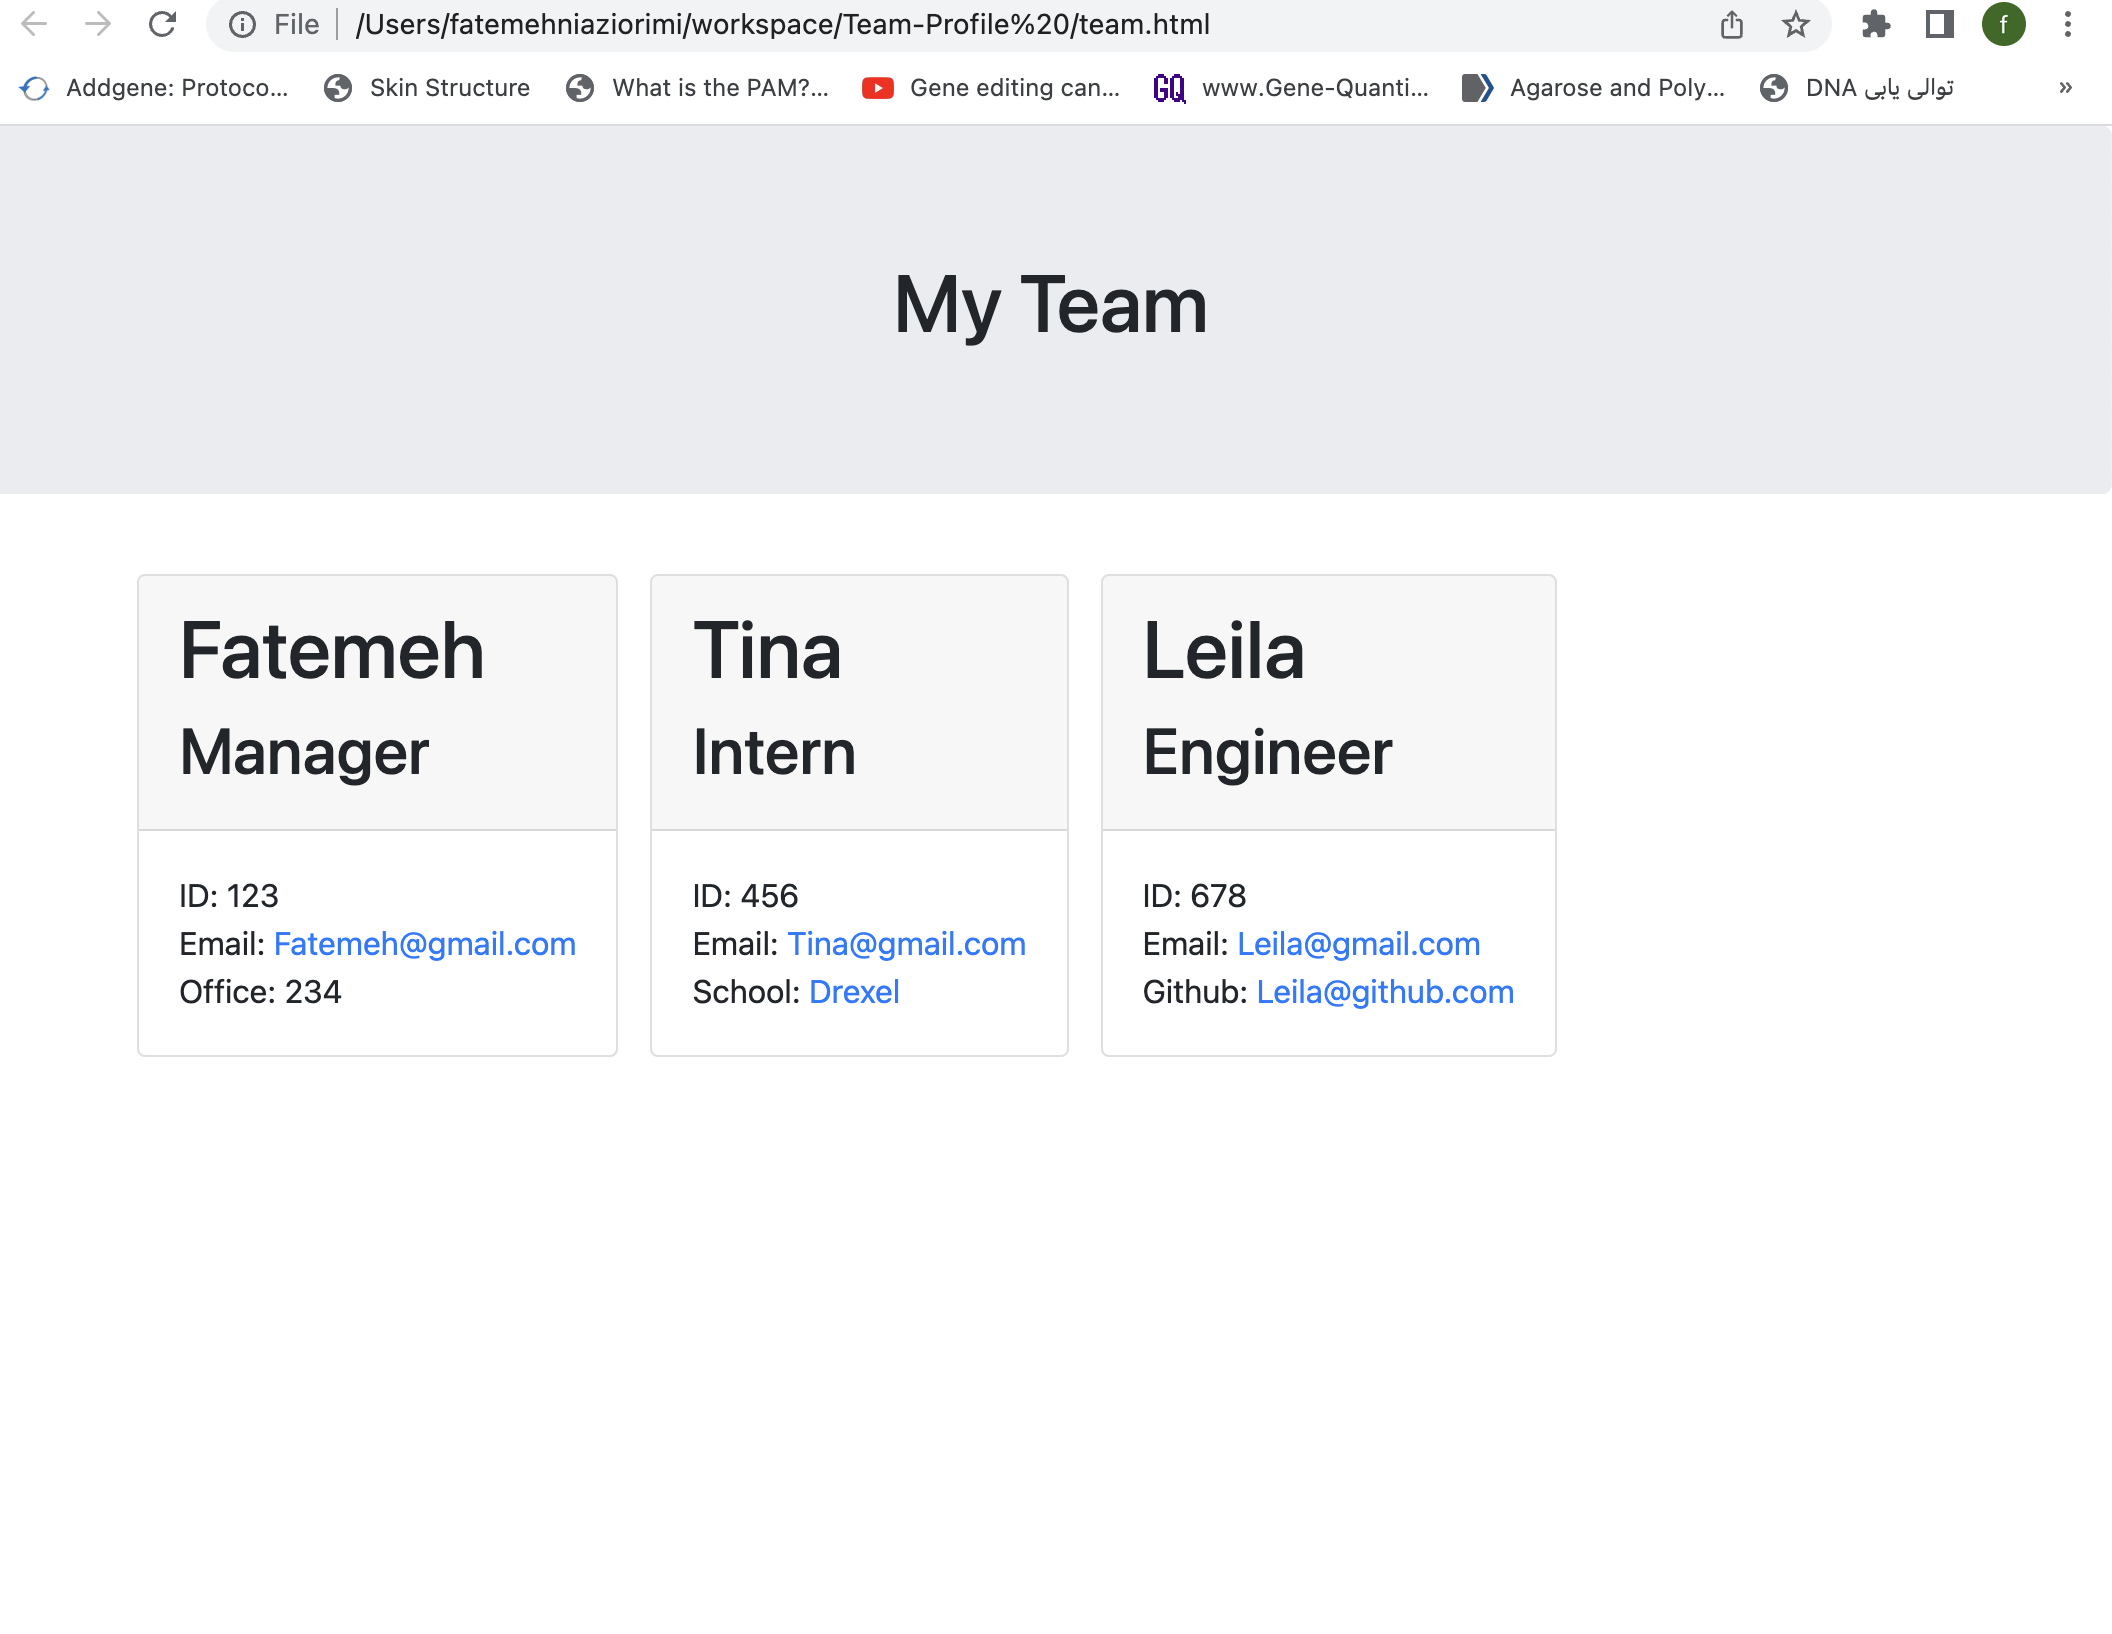 File /Users/fatemehniaziorimi/workspace/Team-Profile%20/team.html f
Addgene: Protoco... Skin Structure What is the PAM?... Gene editing can... GQ www.Gene-Quanti... Agarose and Poly... توالی یابی DNA »
My Team
Fatemeh
Manager
ID: 123
Email: Fatemeh@gmail.com
Office: 234
Tina
Intern
ID: 456
Email: Tina@gmail.com
School: Drexel
Leila
Engineer
ID: 678
Email: Leila@gmail.com
Github: Leila@github.com